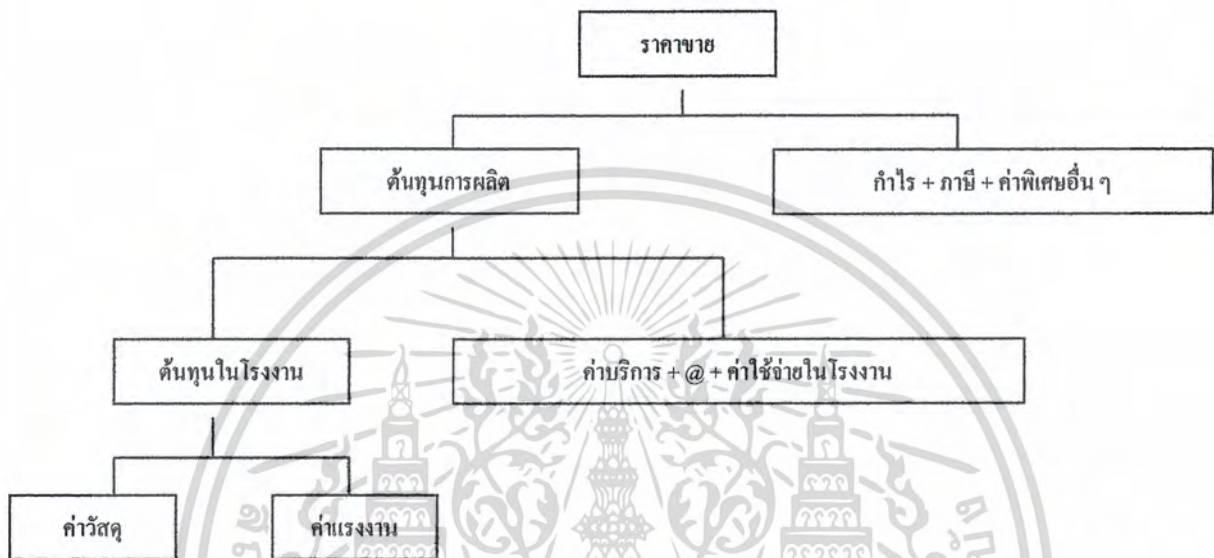 ราคาขาย
ต้นทุนการผลิต
กำไร + ภาษี + ค่าพิเศษอื่น ๆ
ต้นทุนในโรงงาน
ค่าบริการ + @ + ค่าใช้จ่ายในโรงงาน
ค่าวัสดุ
ค่าแรงงาน